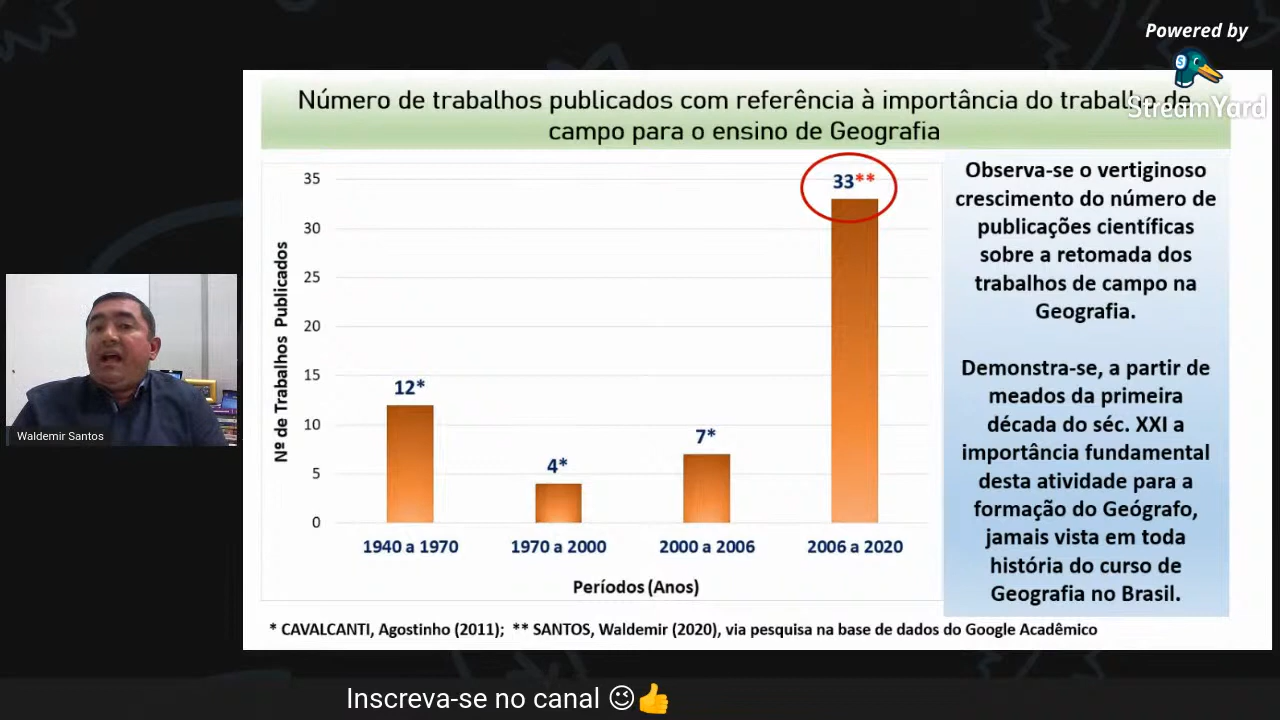 Powered by
StreamYard
Número de trabalhos publicados com referência à importância do trabalho de
campo para o ensino de Geografia
Nº de Trabalhos Publicados
35
30
25
20
15
10
5
0
12*
4*
7*
33**
1940 a 1970
1970 a 2000
2000 a 2006
2006 a 2020
Períodos (Anos)
Observa-se o vertiginoso
crescimento do número de
publicações científicas
sobre a retomada dos
trabalhos de campo na
Geografia.
Demonstra-se, a partir de
meados da primeira
década do séc. XXI a
importância fundamental
desta atividade para a
formação do Geógrafo,
jamais vista em toda
história do curso de
Geografia no Brasil.
* CAVALCANTI, Agostinho (2011); ** SANTOS, Waldemir (2020), via pesquisa na base de dados do Google Acadêmico
Waldemir Santos
Inscreva-se no canal 😉👍